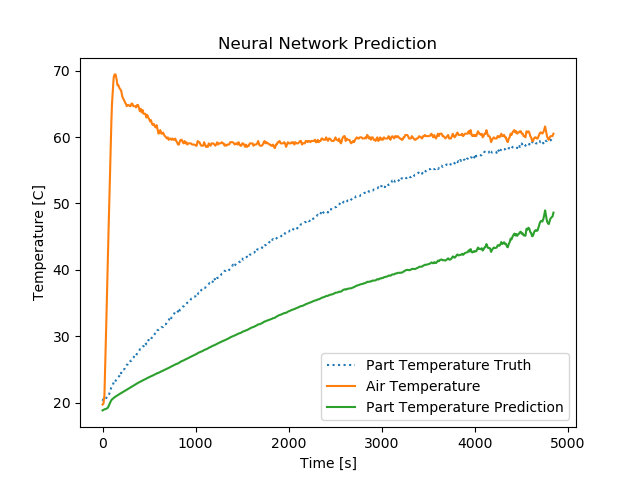 Neural Network Prediction
Temperature [C]
70
60
50
40
30
20
Part Temperature Truth
Air Temperature
Part Temperature Prediction
0 1000 2000 3000 4000 5000
Time [s]